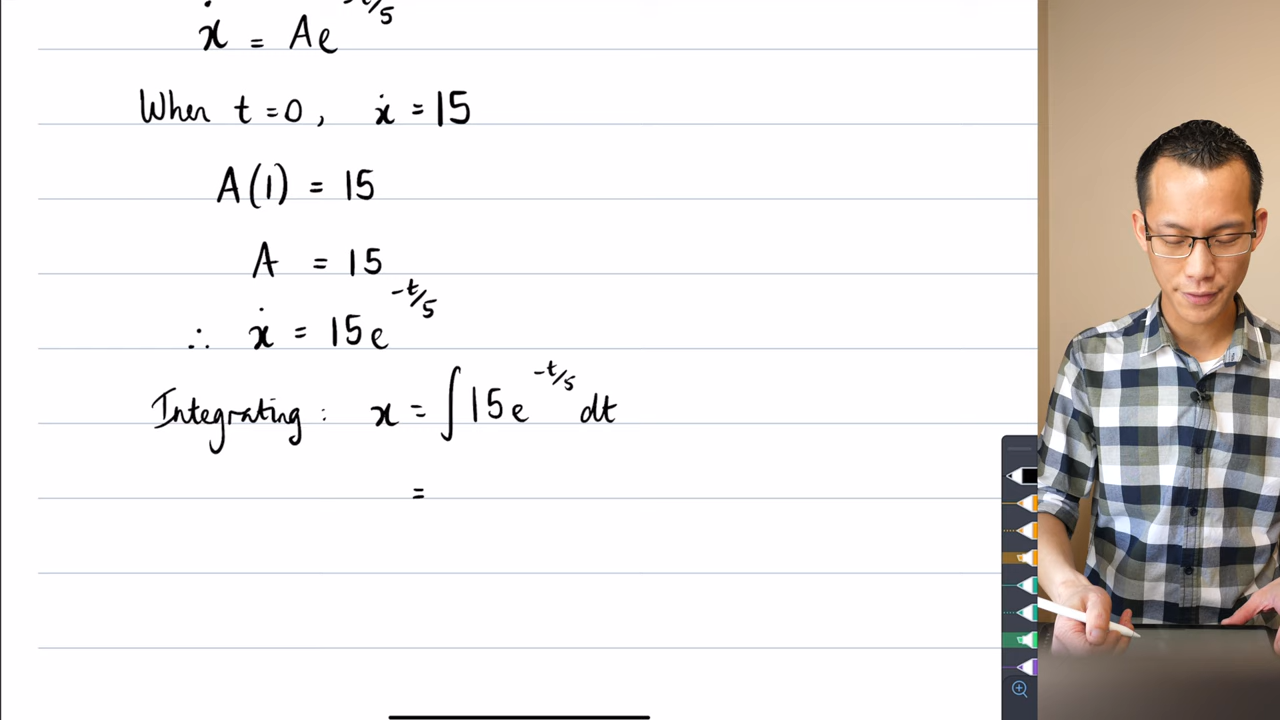 ẋ = Ae^-t/5
When t = 0, ẋ = 15
A(1) = 15
A = 15
∴ ẋ = 15e^-t/5
Integrating: x = ∫ 15e^-t/5 dt
=